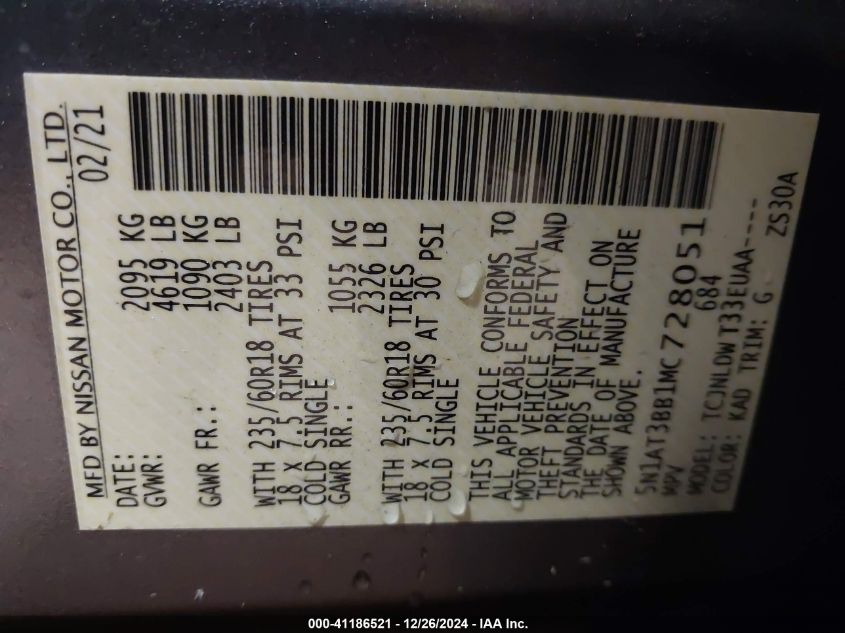 MFD BY NISSAN MOTOR CO., LTD.
DATE: 02/21
GVWR: 2095 KG
4619 LB
GAWR FR.: 1090 KG
2403 LB
WITH 235/60R18 TIRES
18 X 7.5 RIMS AT 33 PSI
COLD SINGLE
GAWR RR.: 1055 KG
2326 LB
WITH 235/60R18 TIRES
18 X 7.5 RIMS AT 30 PSI
COLD SINGLE
THIS VEHICLE CONFORMS TO
ALL APPLICABLE FEDERAL
MOTOR VEHICLE SAFETY AND
THEFT PREVENTION
STANDARDS IN EFFECT ON
THE DATE OF MANUFACTURE
SHOWN ABOVE.
5N1AT3BB1MC728051
MPV 684
MODEL: TCJNLOW T33EUAA----
COLOR: KAD TRIM: G ZS30A
000-41186521 - 12/26/2024 - IAA Inc.